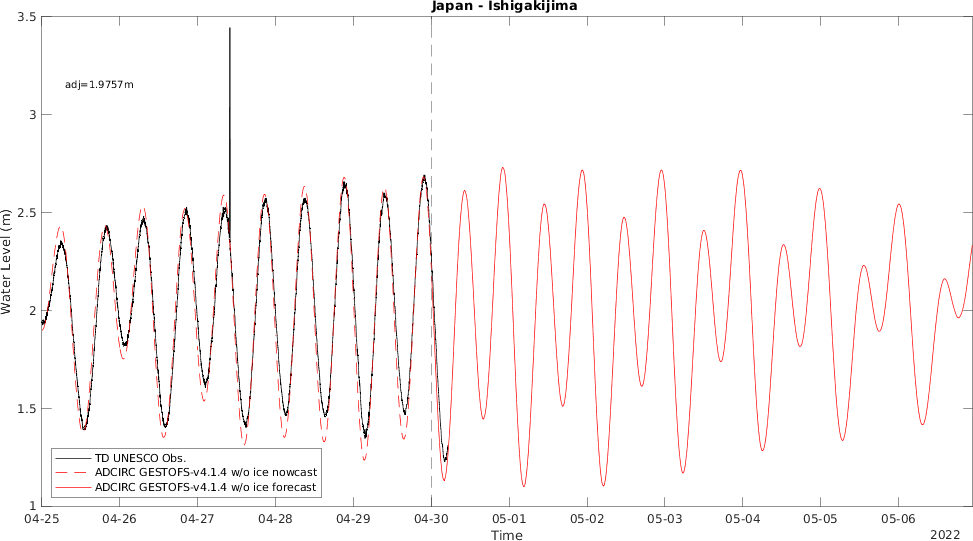 Japan - Ishigakijima
3.5
3
2.5
2
1.5
1
Water Level (m)
adj=1.9757m
TD UNESCO Obs.
ADCIRC GESTOFS-v4.1.4 w/o ice nowcast
ADCIRC GESTOFS-v4.1.4 w/o ice forecast
04-25 04-26 04-27 04-28 04-29 04-30 05-01 05-02 05-03 05-04 05-05 05-06
Time
2022